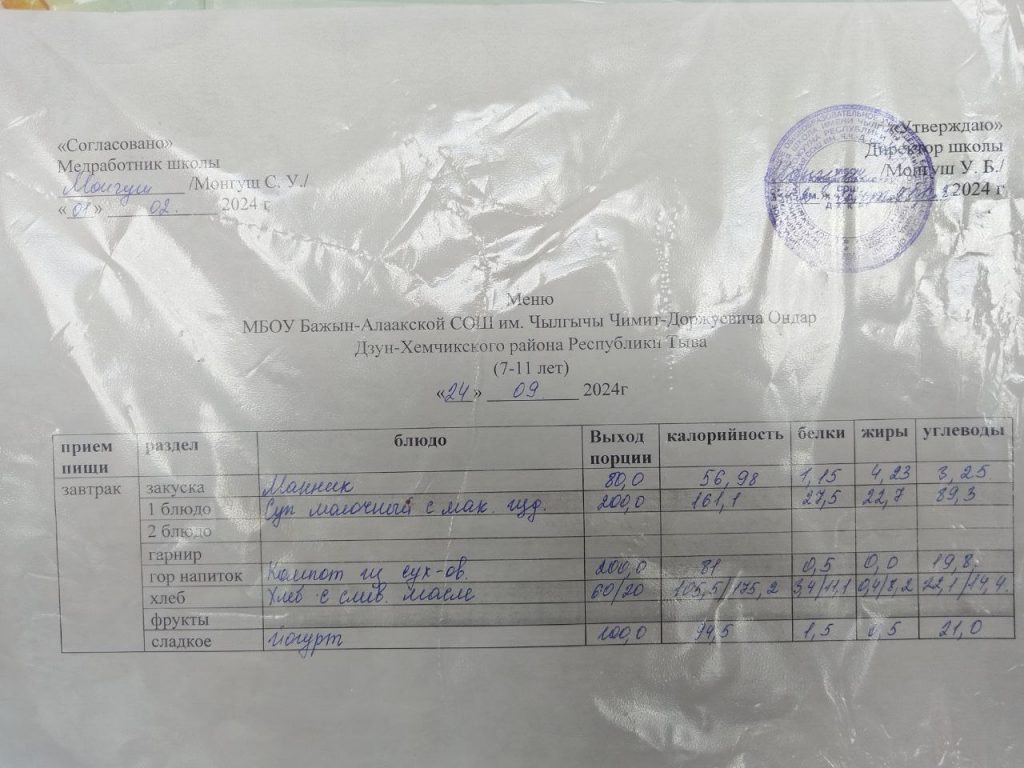 «Согласовано»
Медработник школы
Монгуш /Монгуш С. У./
« 01 » 02. 2024 г
«Утверждаю»
Директор школы
/Монгуш У. Б./
2024 г
Меню
МБОУ Бажын-Алаакской СОШ им. Чылгычы Чимит-Доржуевича Ондар
Дзун-Хемчикского района Республики Тыва
(7-11 лет)
«24» 09 2024г
прием пищи раздел блюдо Выход порции калорийность белки жиры углеводы
завтрак закуска Манник 80,0 56,98 1,15 4,23 3,25
1 блюдо Суп молочный с мак. изд. 200,0 161,1 27,5 22,7 89,3
2 блюдо
гарнир
гор напиток Компот из сух-ов. 200,0 81 0,5 0,0 19,8
хлеб Хлеб с слив. масле 60/20 105,5/175,2 3,4/11,1 0,4/8,2 22,1/14,4.
фрукты
сладкое йогурт 100,0 94,5 1,5 5 21,0